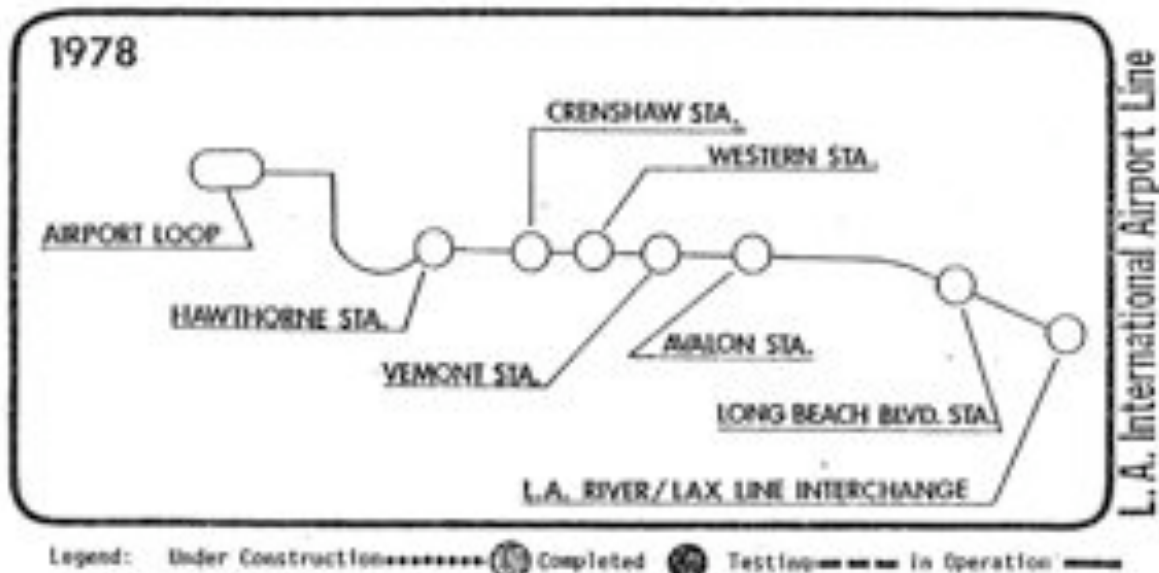 1978
CRENSHAW STA.
WESTERN STA.
AIRPORT LOOP
HAWTHORNE STA.
AVALON STA.
VEMONT STA.
LONG BEACH BLVD. STA.
L.A. RIVER/LAX LINE INTERCHANGE
L.A. International Airport Line
Legend: Under Construction Completed Testing In Operation